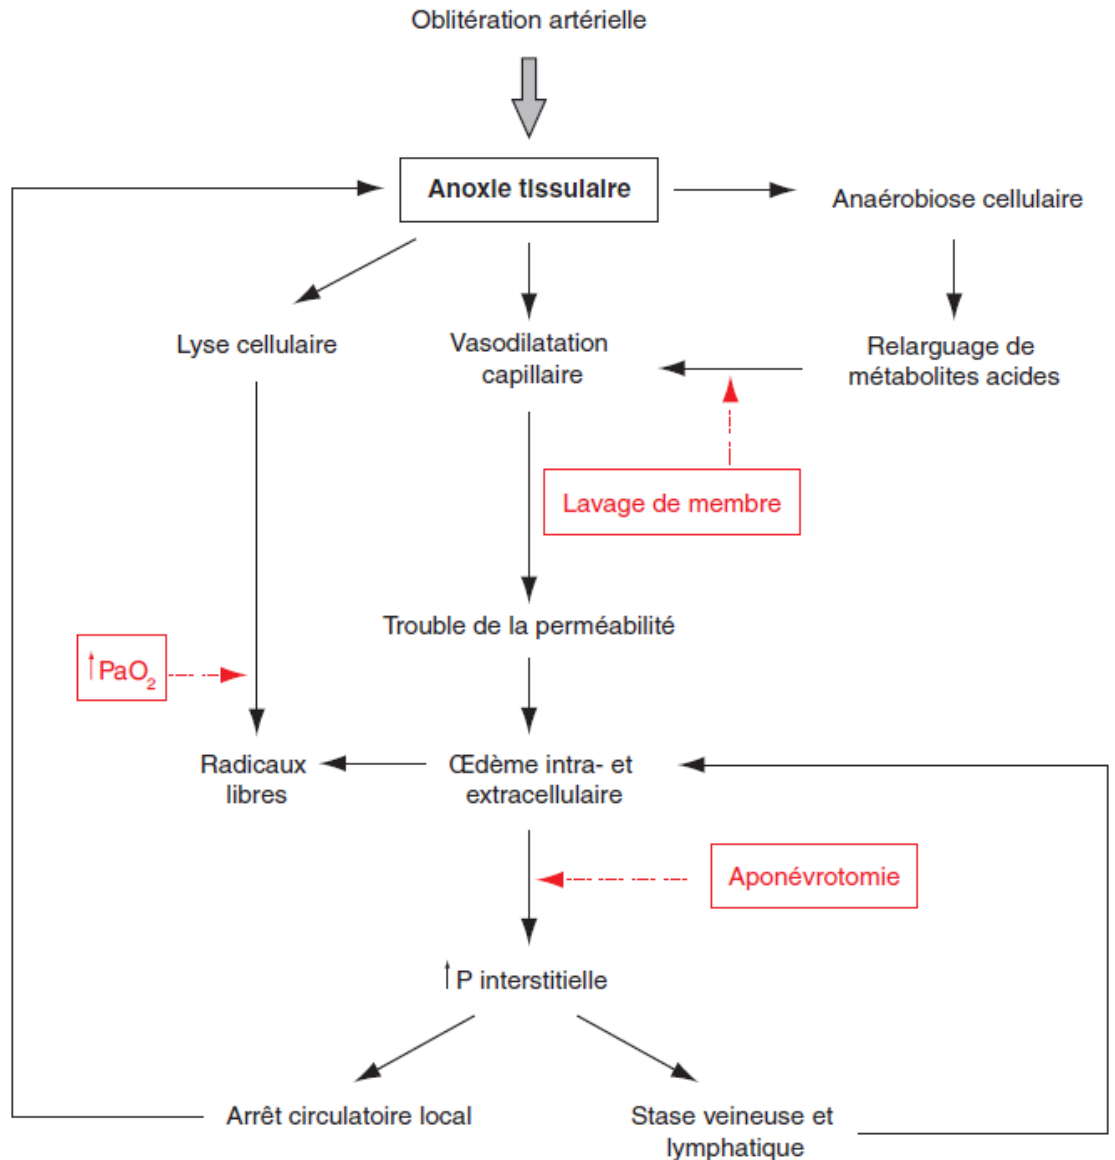 Oblitération artérielle
Anoxie tissulaire
Anaérobiose cellulaire
Lyse cellulaire
Vasodilatation
capillaire
Relarguage de
métabolites acides
Lavage de membre
Trouble de la perméabilité
↑PaO₂
Radicaux
libres
Œdème intra- et
extracellulaire
Aponévrotomie
↑P interstitielle
Arrêt circulatoire local
Stase veineuse et
lymphatique